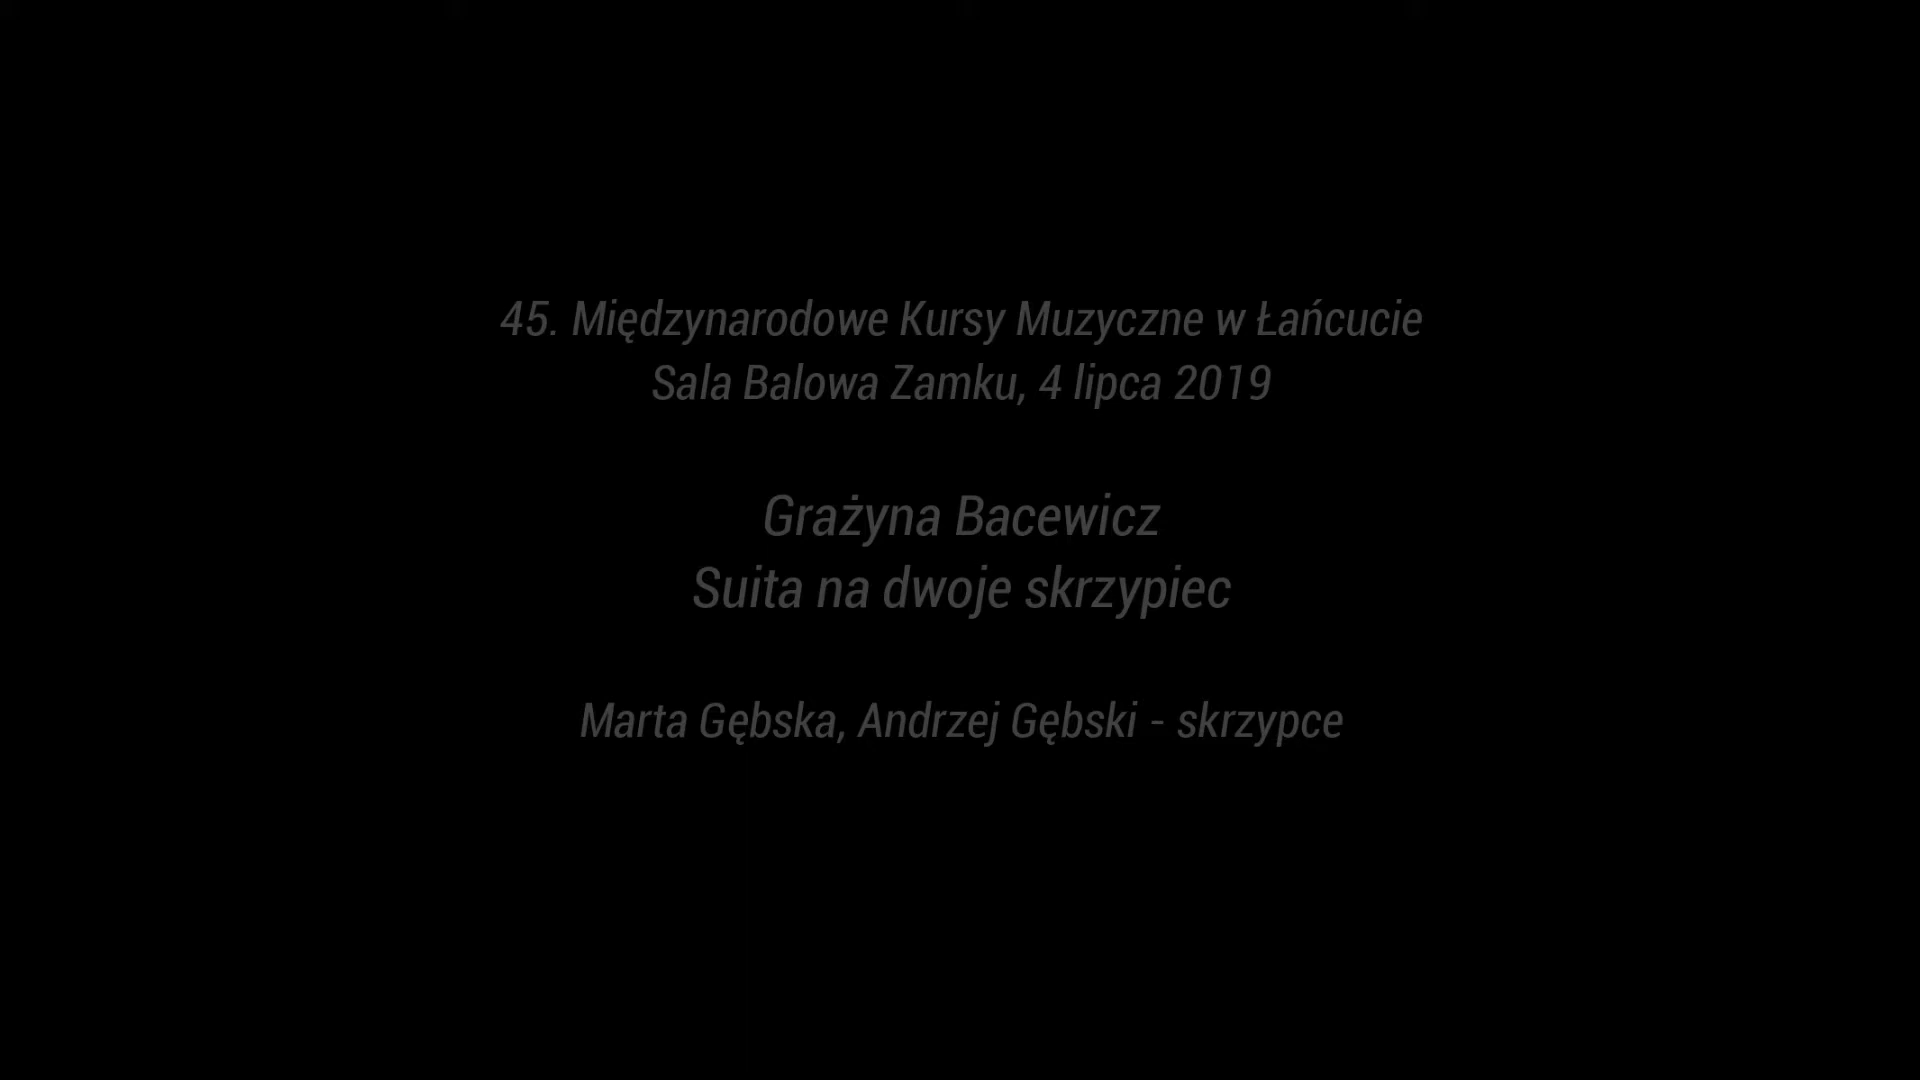 45. Międzynarodowe Kursy Muzyczne w Łańcucie
Sala Balowa Zamku, 4 lipca 2019
Grażyna Bacewicz
Suita na dwoje skrzypiec
Marta Gębska, Andrzej Gębski - skrzypce